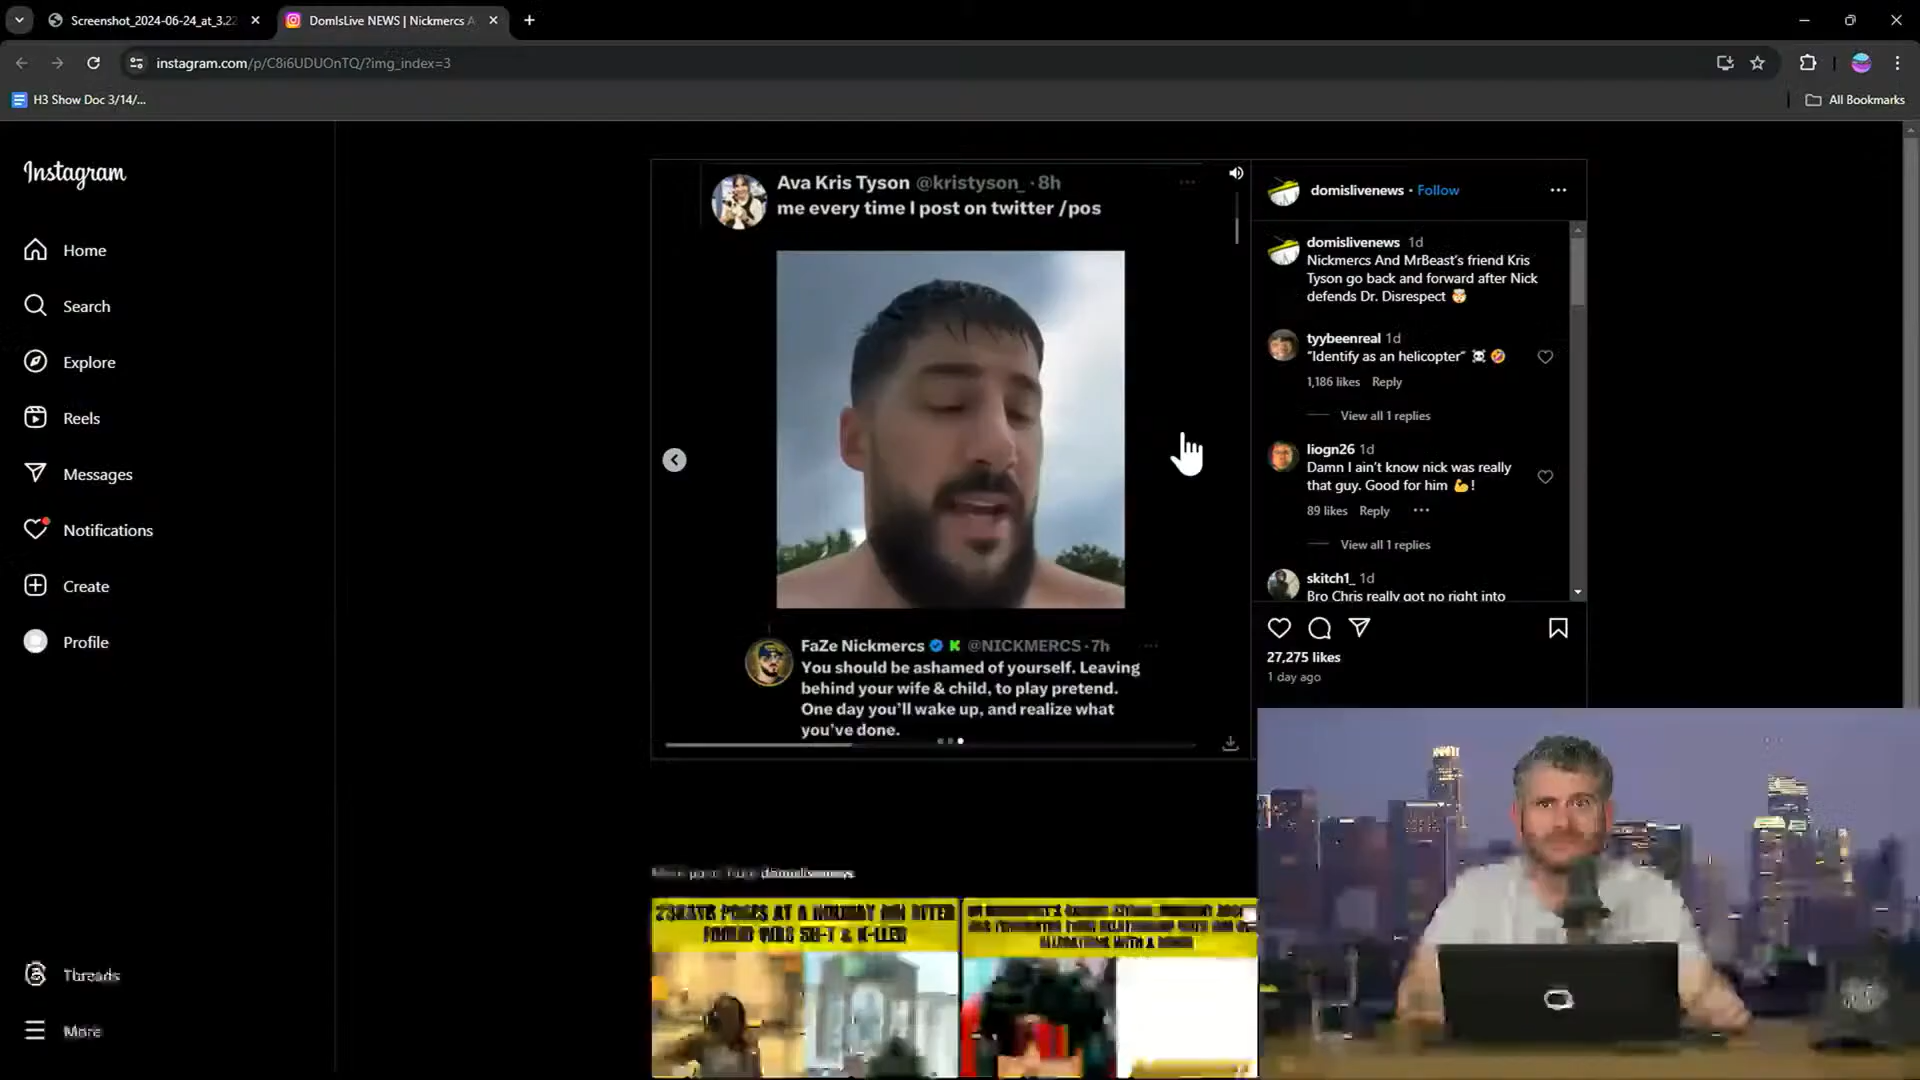 Screenshot_2024-06-24_at_3.22
DomIsLive NEWS | Nickmercs A
instagram.com/p/C8i6UDUOnTQ/?img_index=3
H3 Show Doc 3/14/...
All Bookmarks
Instagram
Home
Search
Explore
Reels
Messages
Notifications
Create
Profile
Threads
More
Ava Kris Tyson @kristyson_ · 8h
me every time I post on twitter /pos
FaZe Nickmercs @NICKMERCS · 7h
You should be ashamed of yourself. Leaving
behind your wife & child, to play pretend.
One day you'll wake up, and realize what
you've done.
domislivenews • Follow
domislivenews 1d
Nickmercs And MrBeast's friend Kris
Tyson go back and forward after Nick
defends Dr. Disrespect 🤯
tyybeenreal 1d
"Identify as an helicopter" ☠️ 🤣
1,186 likes Reply
View all 1 replies
liogn26 1d
Damn I ain't know nick was really
that guy. Good for him 💪 !
89 likes Reply
View all 1 replies
skitch1_ 1d
Bro Chris really got no right into
27,275 likes
1 day ago